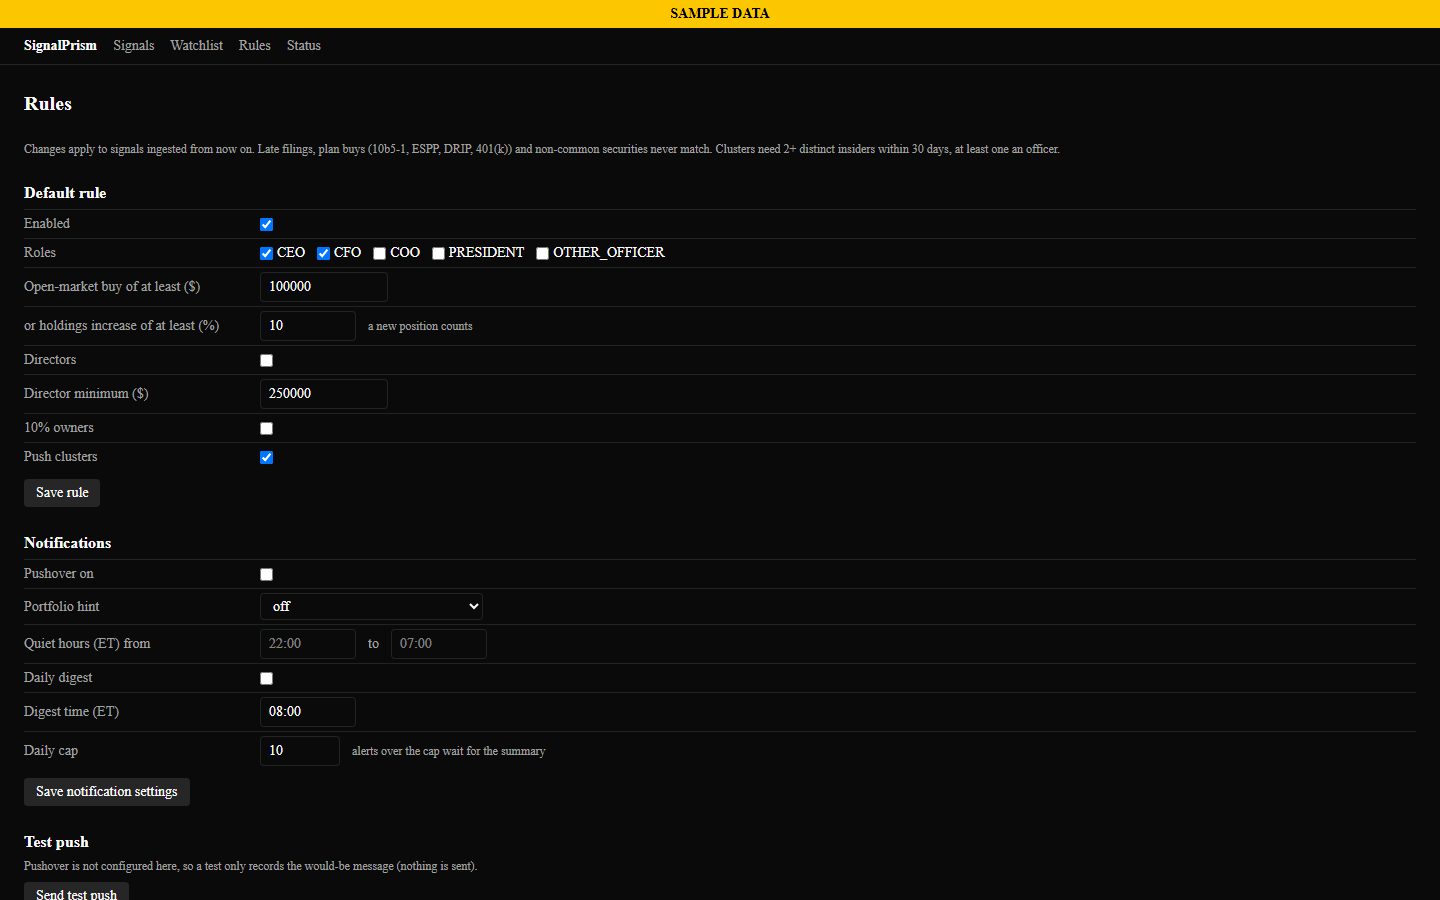 SAMPLE DATA
SignalPrism Signals Watchlist Rules Status
Rules
Changes apply to signals ingested from now on. Late filings, plan buys (10b5-1, ESPP, DRIP, 401(k)) and non-common securities never match. Clusters need 2+ distinct insiders within 30 days, at least one an officer.
Default rule
Enabled
Roles CEO CFO COO PRESIDENT OTHER_OFFICER
Open-market buy of at least ($) 100000
or holdings increase of at least (%) 10 a new position counts
Directors
Director minimum ($) 250000
10% owners
Push clusters
Save rule
Notifications
Pushover on
Portfolio hint off
Quiet hours (ET) from 22:00 to 07:00
Daily digest
Digest time (ET) 08:00
Daily cap 10 alerts over the cap wait for the summary
Save notification settings
Test push
Pushover is not configured here, so a test only records the would-be message (nothing is sent).
Send test push